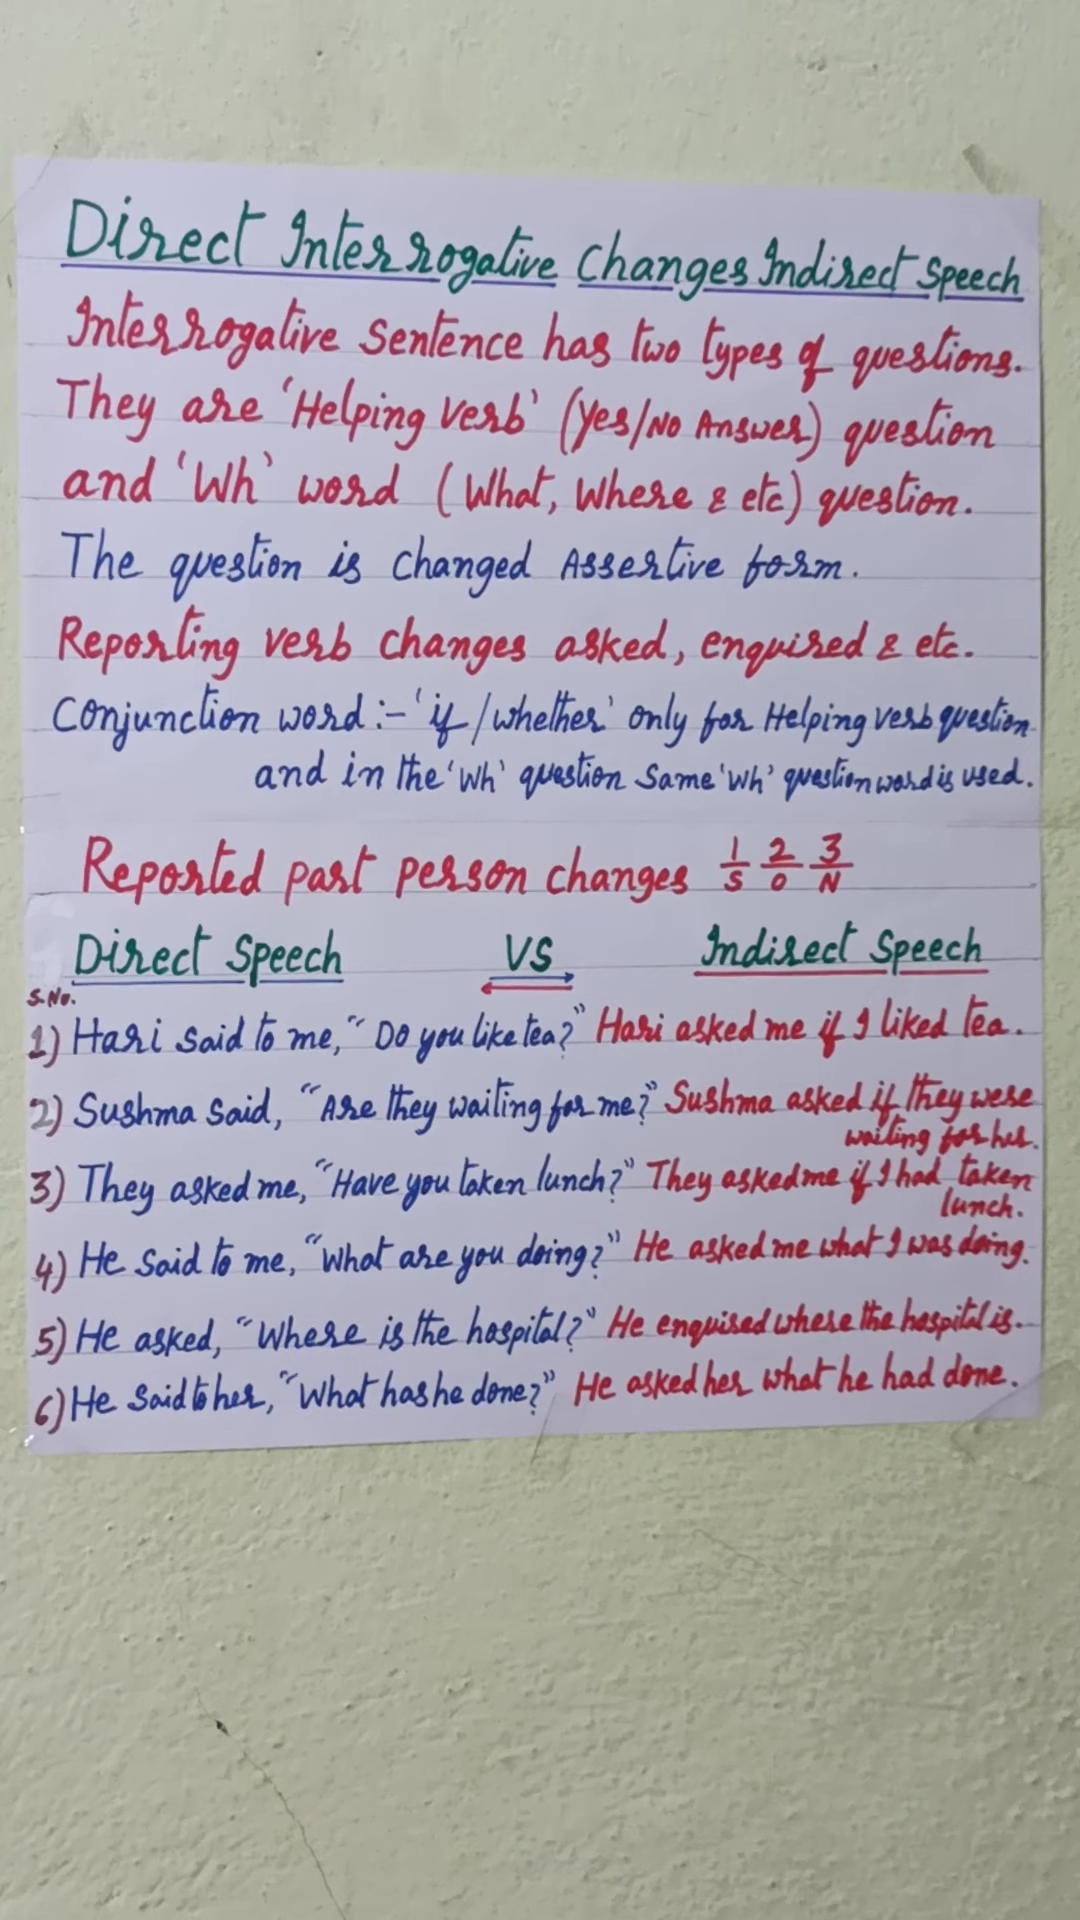 Direct Interrogative Changes Indirect Speech
Interrogative Sentence has two types of questions.
They are 'Helping verb' (Yes/No Answer) question
and 'Wh' word (What, Where & etc) question.
The question is changed Assertive form.
Reporting verb changes asked, enquired & etc.
Conjunction word :- 'if/whether' only for Helping verb question
and in the 'Wh' question same 'Wh' question word is used.
Reported part person changes 1/S 2/O 3/N
Direct Speech VS Indirect Speech
S.No.
1) Hari said to me, "Do you like tea?" Hari asked me if I liked tea.
2) Sushma said, "Are they waiting for me?" Sushma asked if they were
waiting for her.
3) They asked me, "Have you taken lunch?" They asked me if I had taken
lunch.
4) He said to me, "What are you doing?" He asked me what I was doing.
5) He asked, "Where is the hospital?" He enquired where the hospital is.
6) He said to her, "What has he done?" He asked her what he had done.